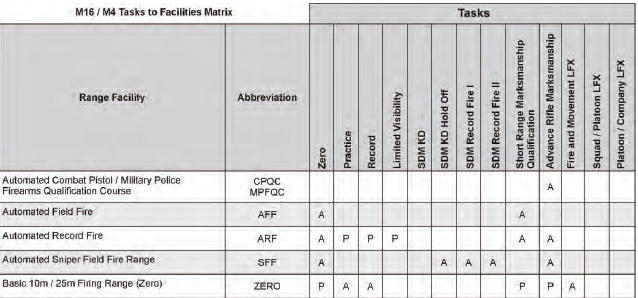 M16 / M4 Tasks to Facilities Matrix
Tasks
Range Facility
Abbreviation
Zero
Practice
Record
Limited Visibility
SDM KD
SDM KD Hold Off
SDM Record Fire I
SDM Record Fire II
Short Range Marksmanship
Qualification
Advance Rifle Marksmanship
Fire and Movement LFX
Squad / Platoon LFX
Platoon / Company LFX
Automated Combat Pistol / Military Police
Firearms Qualification Course
CPQC
MPFQC
A
Automated Field Fire AFF A A
Automated Record Fire ARF A P P P A A
Automated Sniper Field Fire Range SFF A A A A A
Basic 10m / 25m Firing Range (Zero) ZERO P A A P P A